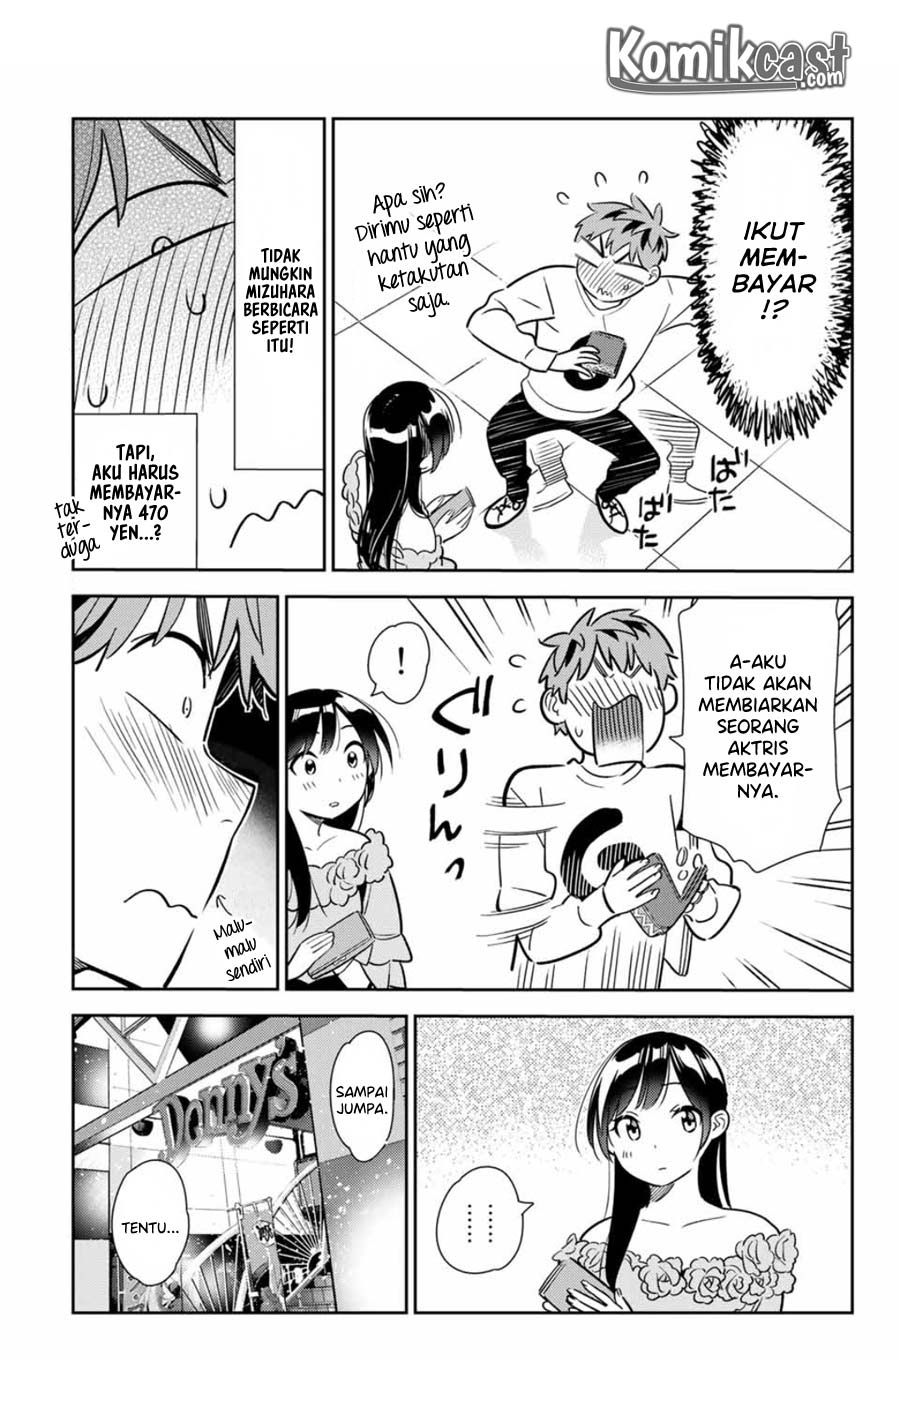 Komikcast
.com
IKUT
MEM-
BAYAR
!?
Apa sih?
Dirimu seperti
hantu yang
ketakutan
saja.
ばた
ばた
TIDAK
MUNGKIN
MIZUHARA
BERBICARA
SEPERTI
ITU!
TAPI,
AKU HARUS
MEMBAYAR-
NYA 470
YEN...?
tak
ter-
duga
A-AKU
TIDAK AKAN
MEMBIARKAN
SEORANG
AKTRIS
MEMBAYAR-
NYA.
ぐりんっ
!
Malu-
malu
sendiri
......
SAMPAI
JUMPA.
Donny's
TENTU...